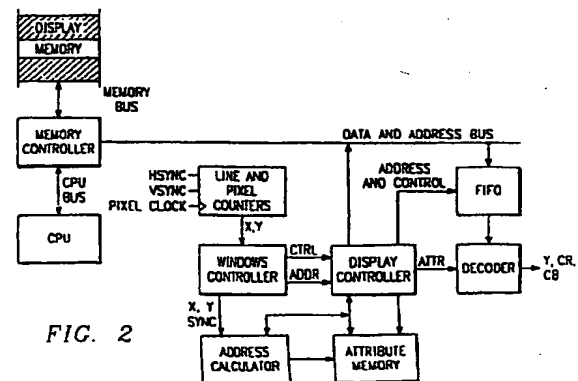 DISPLAY
MEMORY
MEMORY
BUS
MEMORY
CONTROLLER
DATA AND ADDRESS BUS
CPU
BUS
HSYNC
VSYNC
PIXEL CLOCK
LINE AND
PIXEL
COUNTERS
ADDRESS
AND CONTROL
FIFO
CPU
X,Y
WINDOWS
CONTROLLER
CTRL
ADDR
DISPLAY
CONTROLLER
ATTR
DECODER
Y, CR,
CB
X, Y
SYNC
FIG. 2
ADDRESS
CALCULATOR
ATTRIBUTE
MEMORY